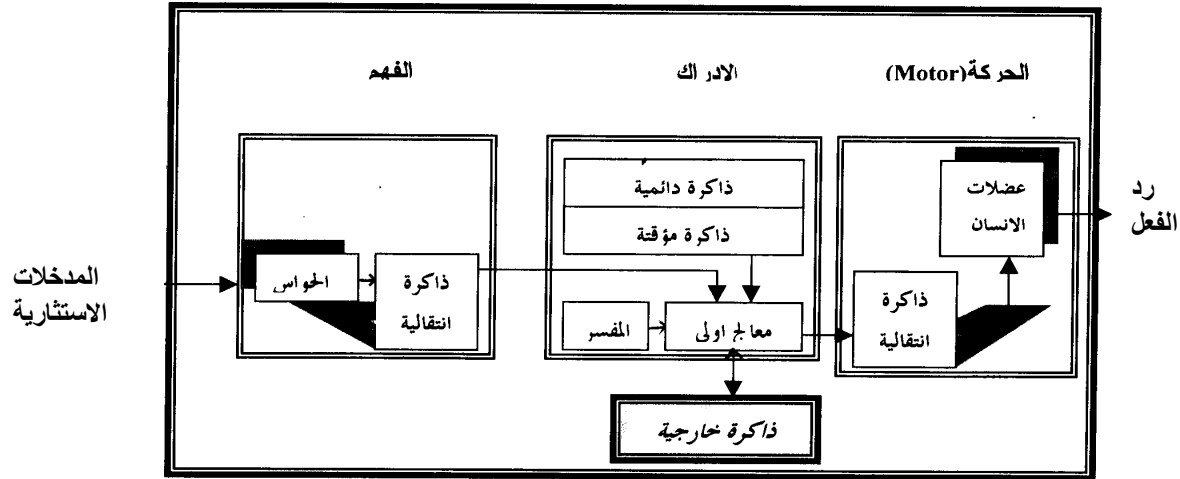 الحركة (Motor)
الادراك
الفهم
عضلات
الانسان
رد
الفعل
ذاكرة دائمية
ذاكرة مؤقتة
المدخلات
الاستثارية
الحواس
ذاكرة
انتقالية
المفسر
معالج اولى
ذاكرة
انتقالية
ذاكرة خارجية